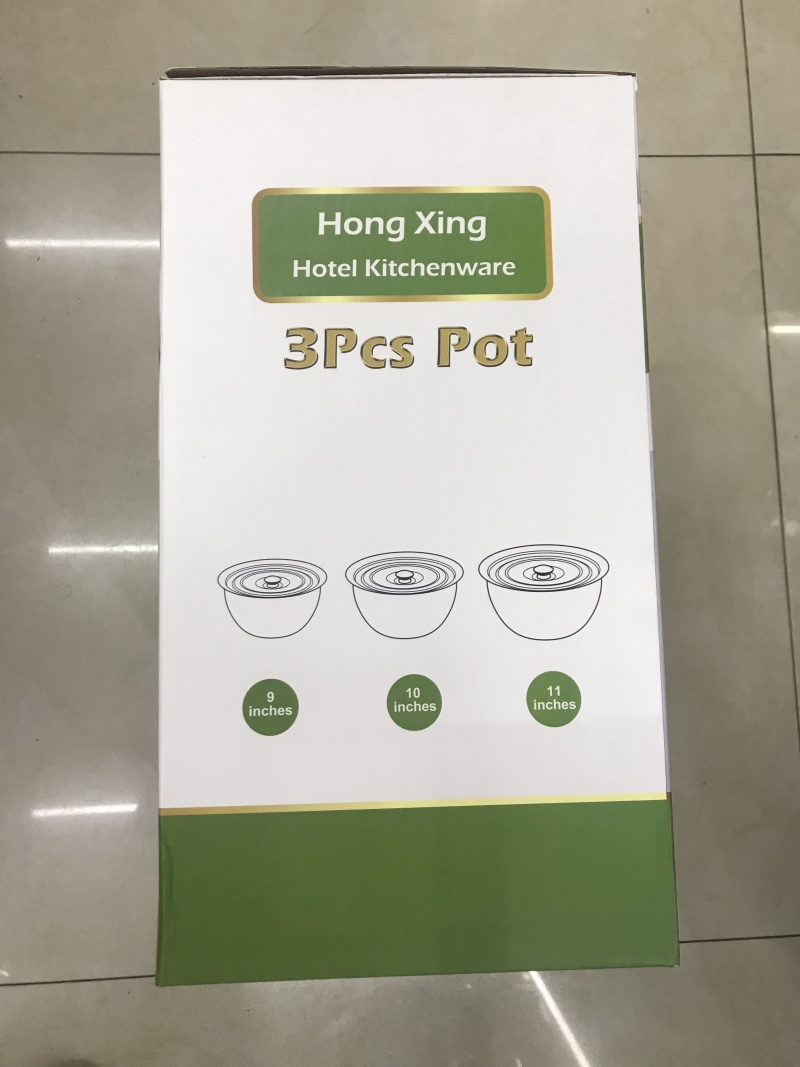 Hong Xing
Hotel Kitchenware
3Pcs Pot
9
inches
10
inches
11
inches